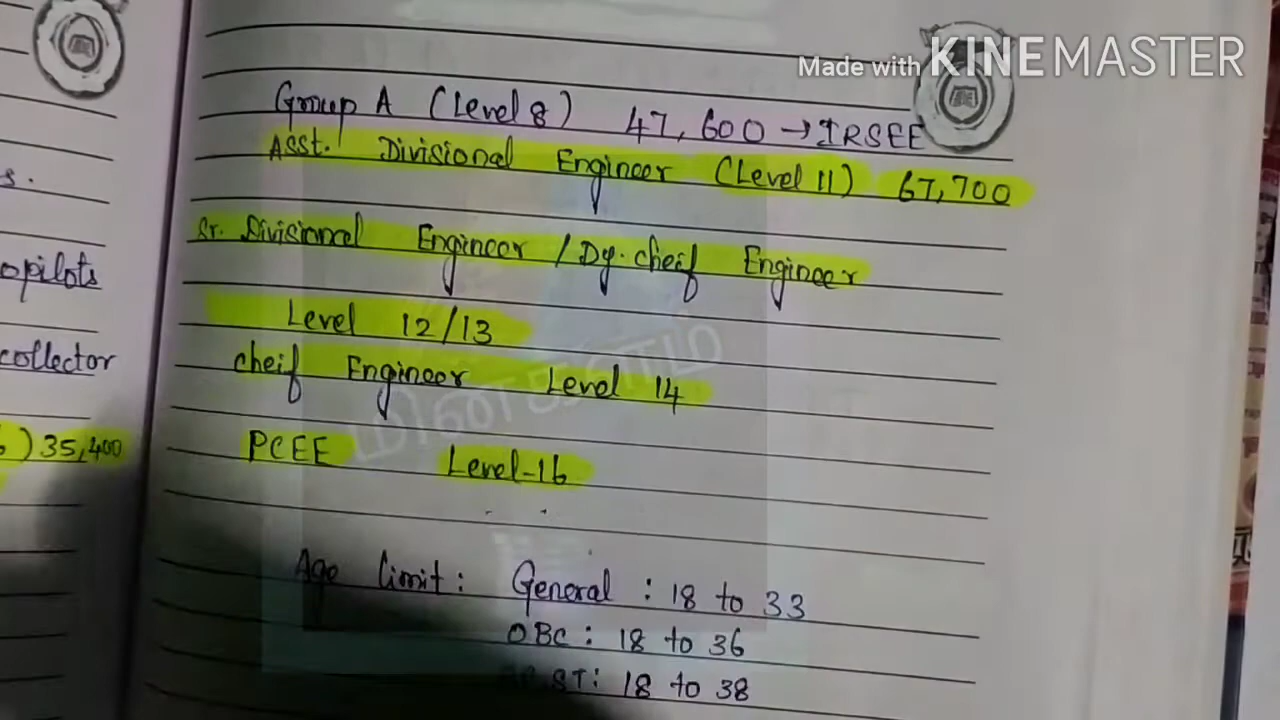 Made with KINEMASTER
Group A (Level 8) 47,600 → IRSEE
Asst. Divisional Engineer (Level 11) 67,700
Sr. Divisional Engineer / Dy. cheif Engineer
Level 12/13
cheif Engineer Level 14
PCEE Level-16
Age limit: General : 18 to 33
OBC : 18 to 36
ST: 18 to 38
s.
opilots
collector
) 35,400